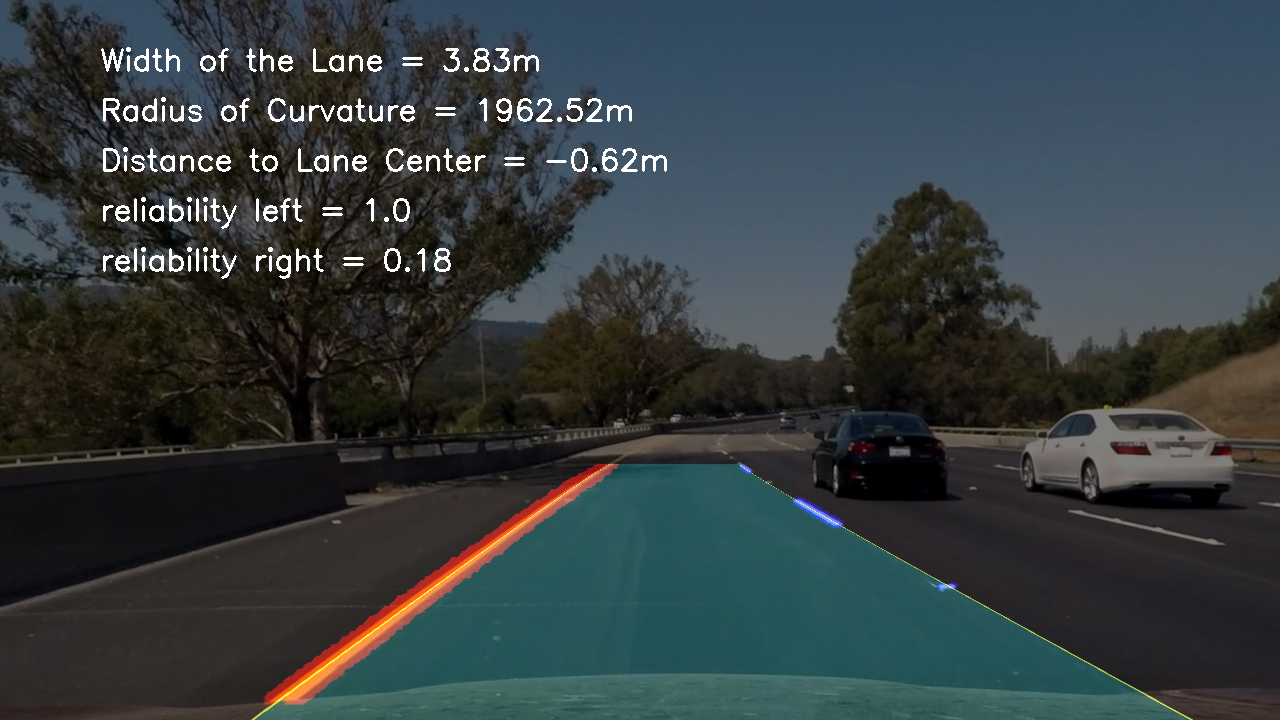 Width of the Lane = 3.83m
Radius of Curvature = 1962.52m
Distance to Lane Center = -0.62m
reliability left = 1.0
reliability right = 0.18